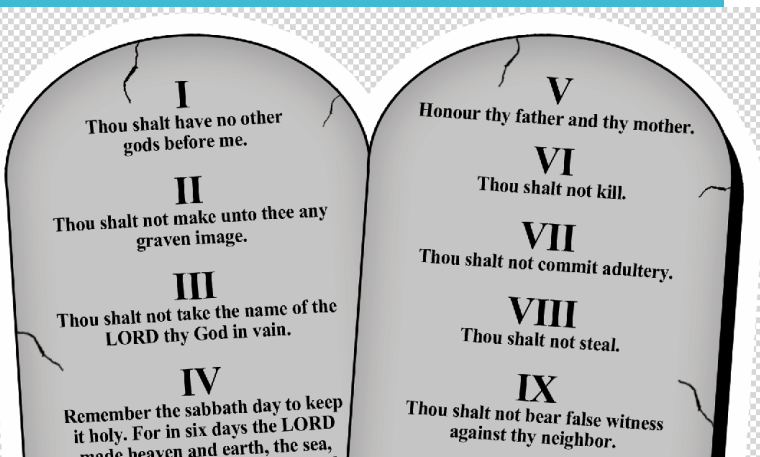 I
Thou shalt have no other
gods before me.
II
Thou shalt not make unto thee any
graven image.
III
Thou shalt not take the name of the
LORD thy God in vain.
IV
Remember the sabbath day to keep
it holy. For in six days the LORD
made heaven and earth, the sea,
V
Honour thy father and thy mother.
VI
Thou shalt not kill.
VII
Thou shalt not commit adultery.
VIII
Thou shalt not steal.
IX
Thou shalt not bear false witness
against thy neighbor.